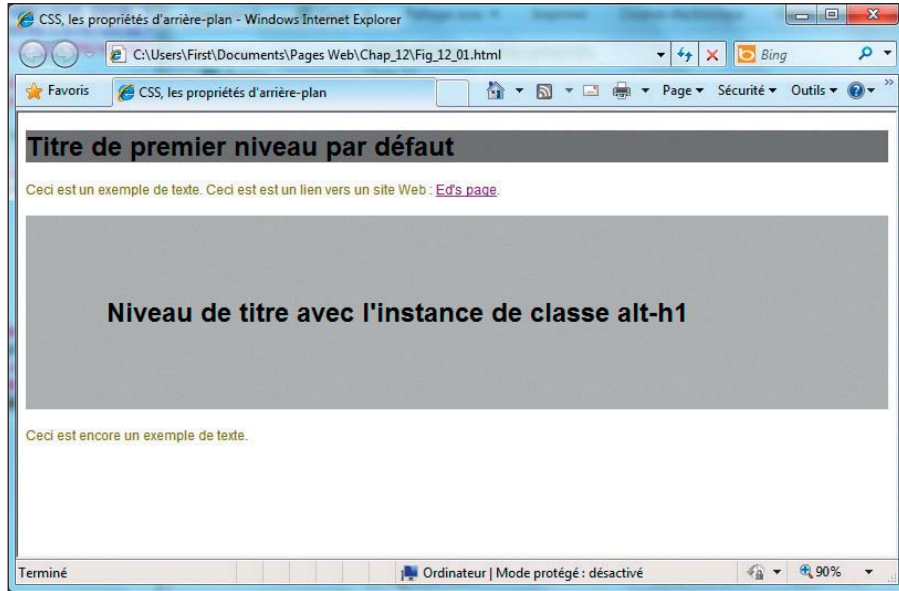 CSS, les propriétés d'arrière-plan - Windows Internet Explorer
C:\Users\First\Documents\Pages Web\Chap_12\Fig_12_01.html
Bing
Favoris
CSS, les propriétés d'arrière-plan
Page
Sécurité
Outils
Titre de premier niveau par défaut
Ceci est un exemple de texte. Ceci est est un lien vers un site Web : Ed's page.
Niveau de titre avec l'instance de classe alt-h1
Ceci est encore un exemple de texte.
Terminé
Ordinateur | Mode protégé : désactivé
90%